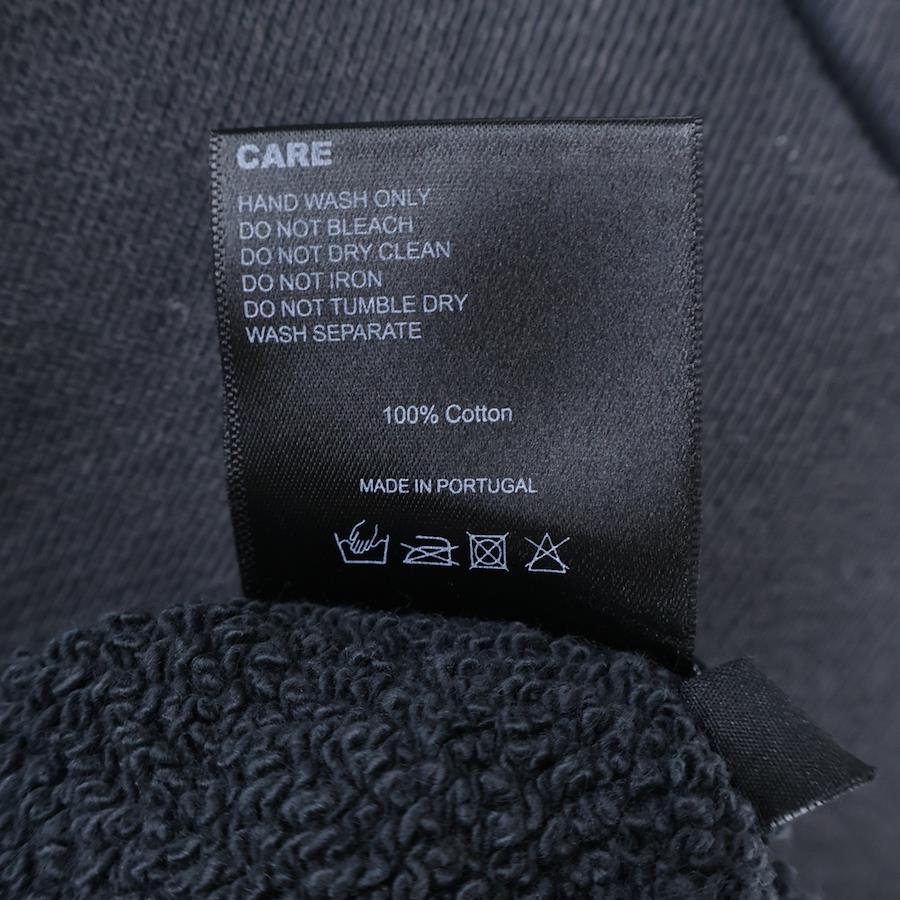 CARE
HAND WASH ONLY
DO NOT BLEACH
DO NOT DRY CLEAN
DO NOT IRON
DO NOT TUMBLE DRY
WASH SEPARATE
100% Cotton
MADE IN PORTUGAL